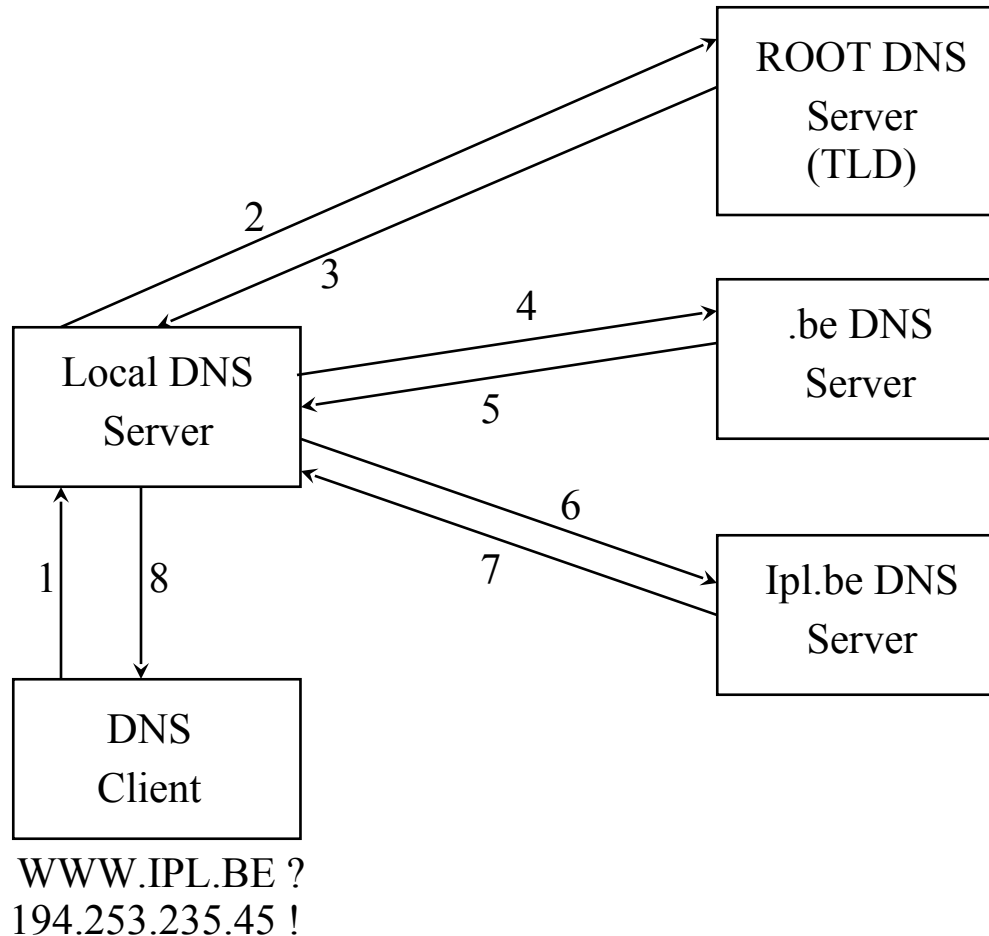 ROOT DNS
Server
(TLD)
2
3
4
.be DNS
Server
Local DNS
Server
5
6
7
Ipl.be DNS
Server
1
8
DNS
Client
WWW.IPL.BE ?
194.253.235.45 !